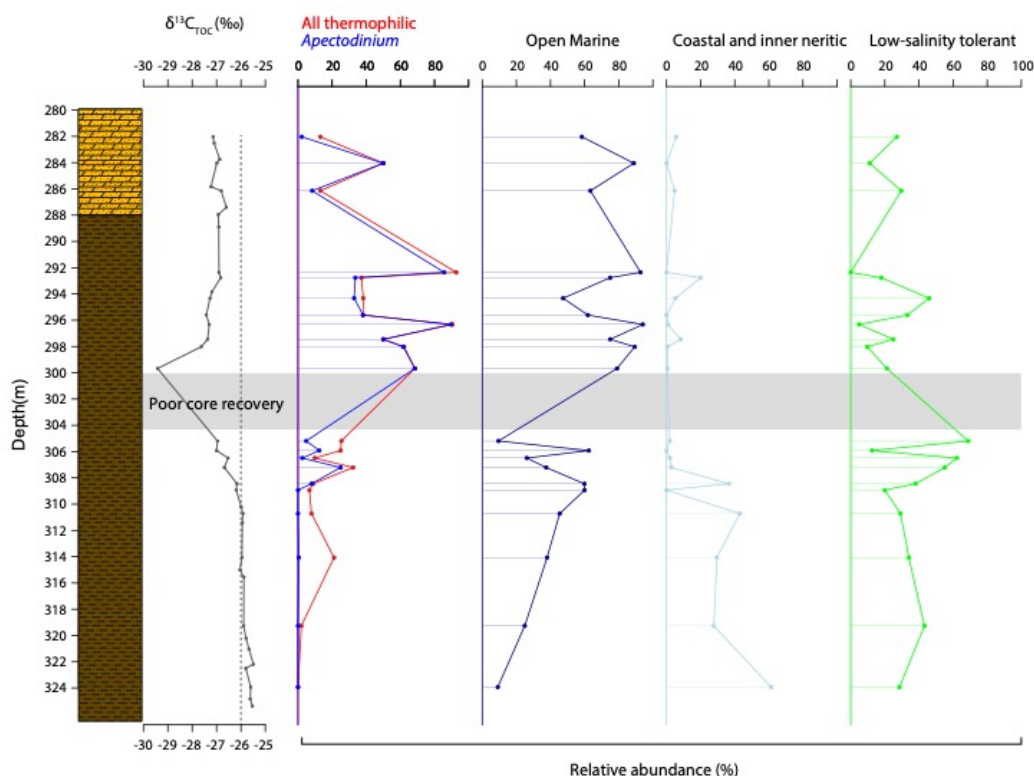 δ¹³C_TOC (‰)
All thermophilic
Apectodinium
Open Marine
Coastal and inner neritic
Low-salinity tolerant
-30 -29 -28 -27 -26 -25
0 20 40 60 80
0 20 40 60 80
0 20 40 60 80
0 20 40 60 80 100
Depth(m)
280
282
284
286
288
290
292
294
296
298
300
302
304
306
308
310
312
314
316
318
320
322
324
Poor core recovery
-30 -29 -28 -27 -26 -25
Relative abundance (%)